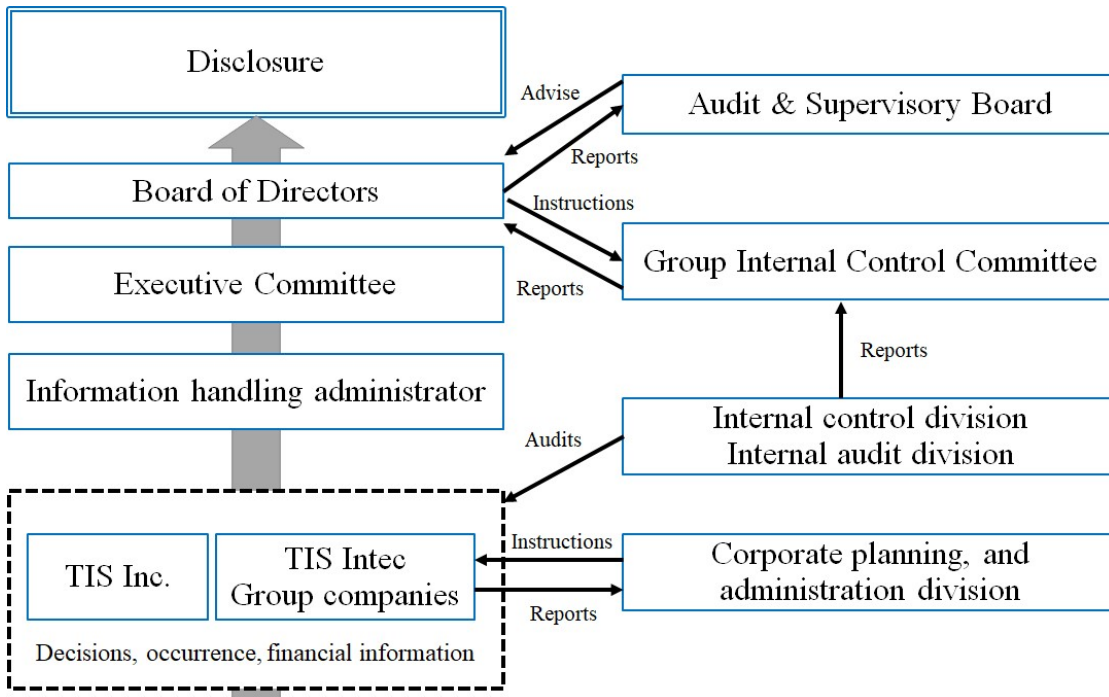 Disclosure
Advise
Audit & Supervisory Board
Reports
Board of Directors
Instructions
Group Internal Control Committee
Executive Committee
Reports
Reports
Information handling administrator
Internal control division
Internal audit division
Audits
TIS Inc.
TIS Intec
Group companies
Instructions
Reports
Corporate planning, and
administration division
Decisions, occurrence, financial information